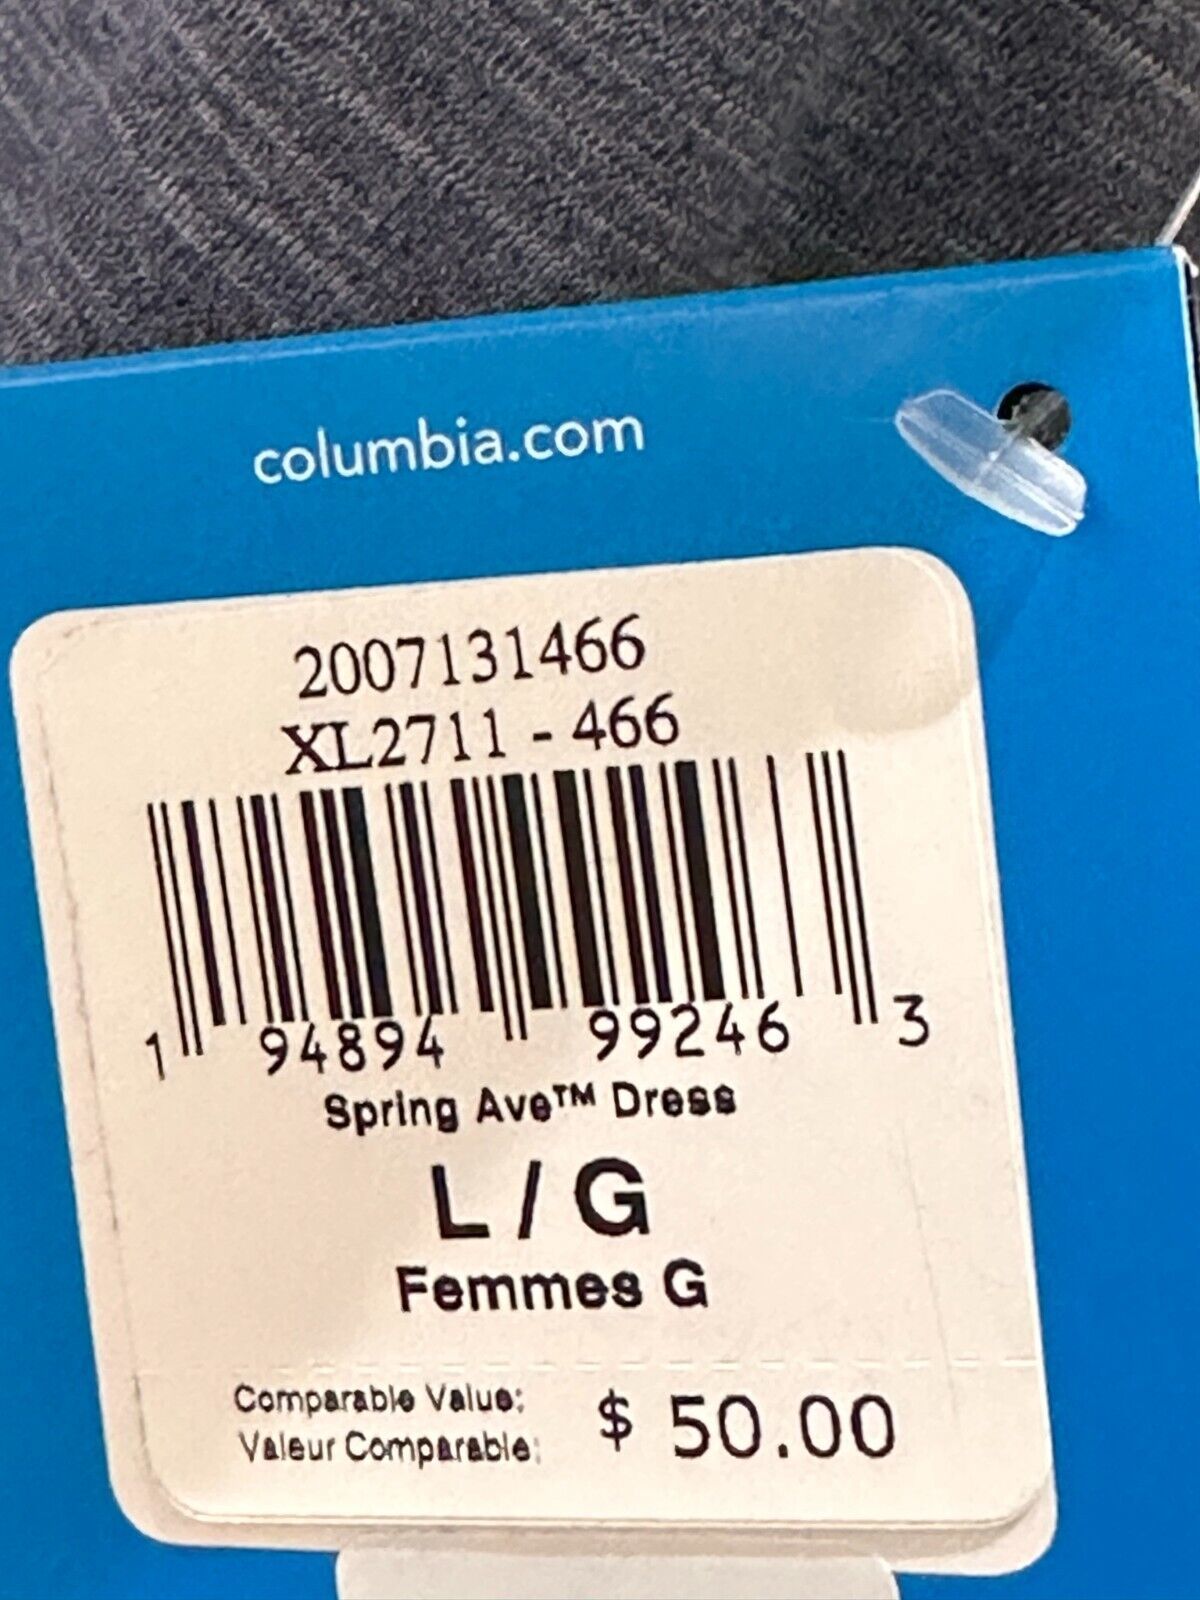 columbia.com
2007131466
XL2711 - 466
1 94894 99246 3
Spring Ave™ Dress
L / G
Femmes G
Comparable Value:
Valeur Comparable: $ 50.00